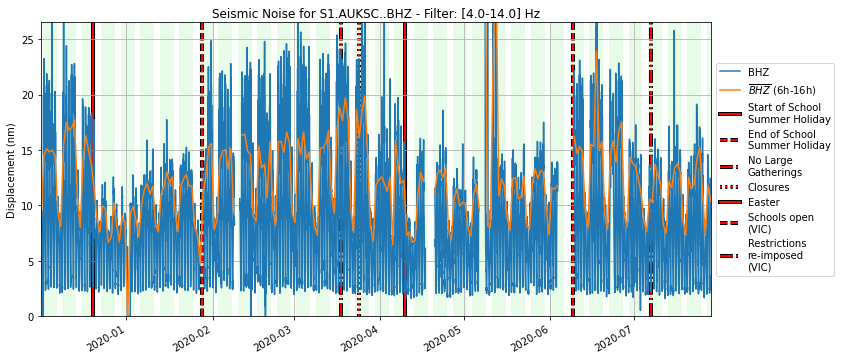 Seismic Noise for S1.AUKSC..BHZ - Filter: [4.0-14.0] Hz
Displacement (nm)
25
20
15
10
5
0
2020-01
2020-02
2020-03
2020-04
2020-05
2020-06
2020-07
BHZ
BHZ (6h-16h)
Start of School
Summer Holiday
End of School
Summer Holiday
No Large
Gatherings
Closures
Easter
Schools open
(VIC)
Restrictions
re-imposed
(VIC)